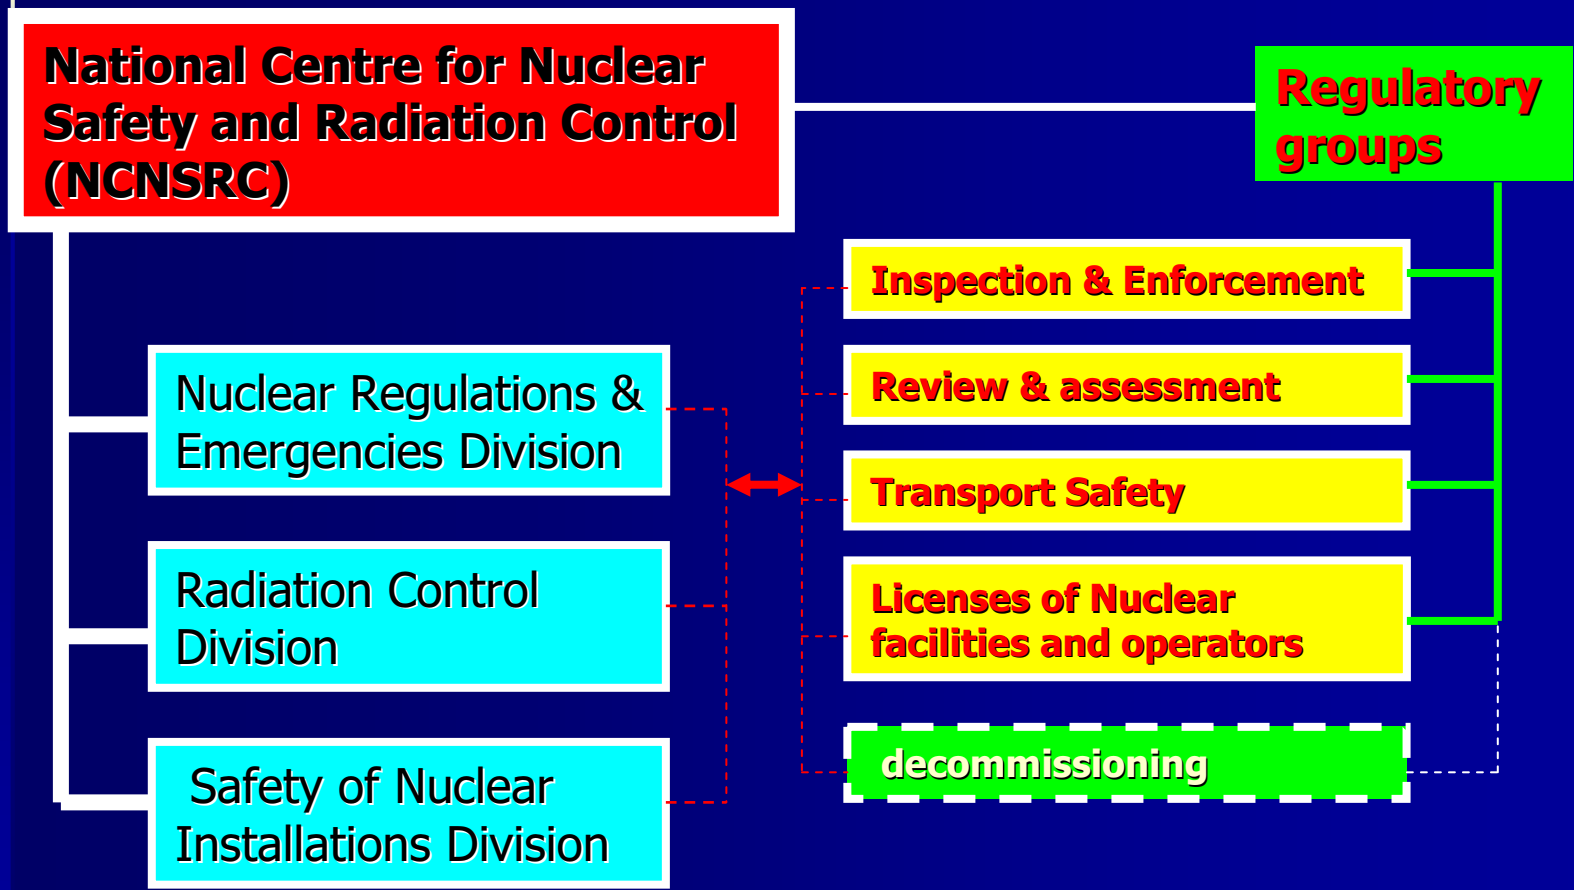 National Centre for Nuclear
Safety and Radiation Control
(NCNSRC)
Regulatory
groups
Nuclear Regulations &
Emergencies Division
Radiation Control
Division
Safety of Nuclear
Installations Division
Inspection & Enforcement
Review & assessment
Transport Safety
Licenses of Nuclear
facilities and operators
decommissioning